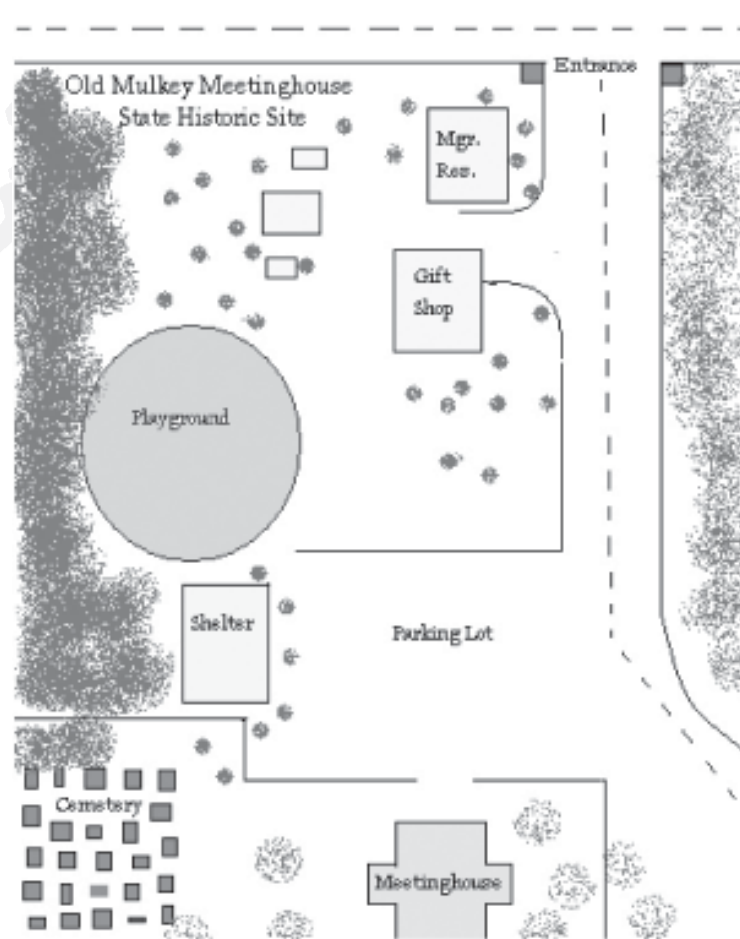 Entrance
Old Mulkey Meetinghouse
State Historic Site
Mgr.
Res.
Gift
Shop
Playground
Shelter
Parking Lot
Cemetery
Meetinghouse